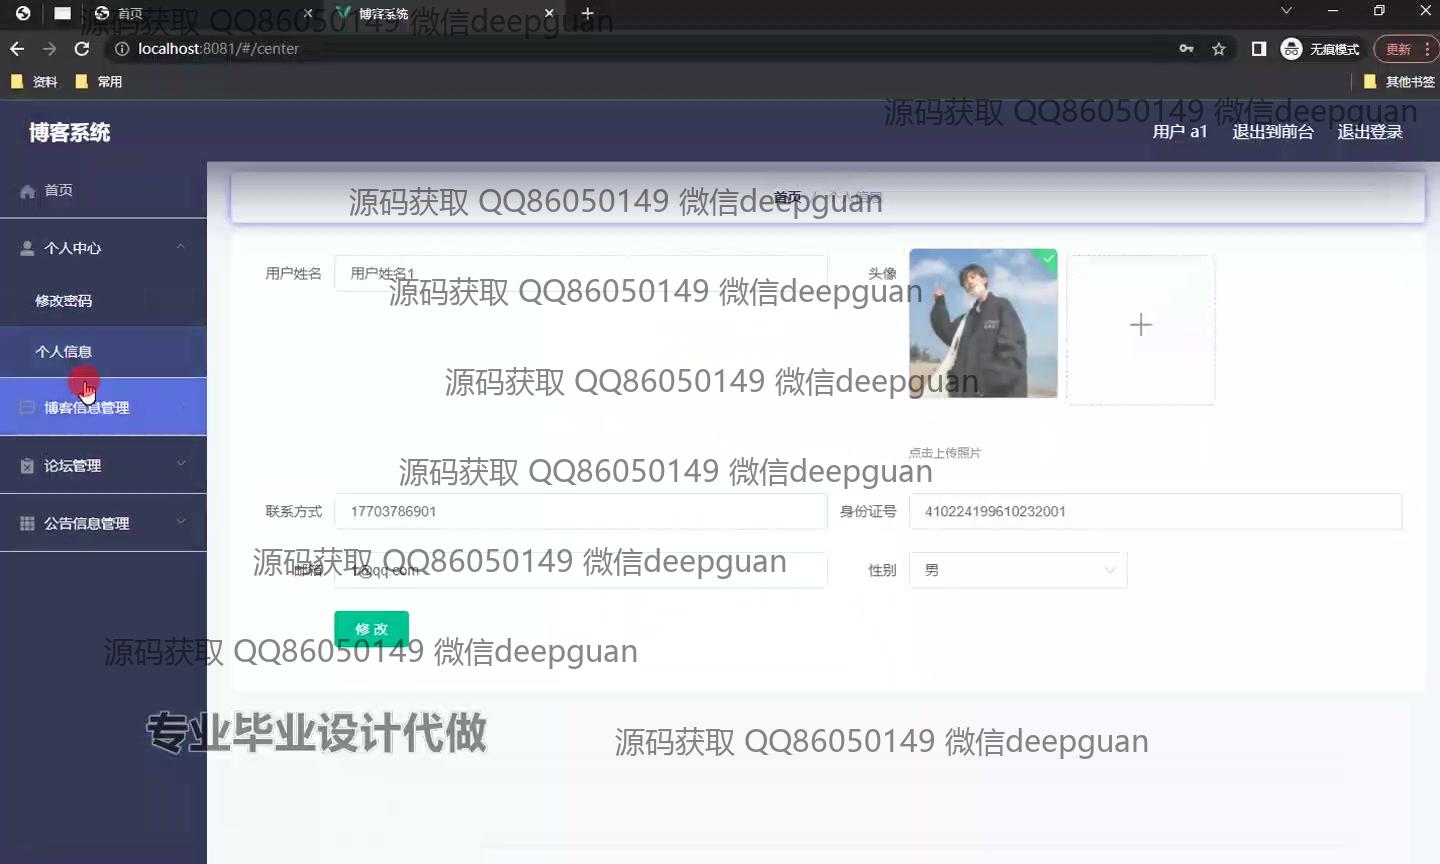 首页
博客系统
localhost:8081/#/center
无痕模式
更新
资料
常用
其他书签
源码获取 QQ86050149 微信deepguan
源码获取 QQ86050149 微信deepguan
博客系统
用户 a1
退出到前台
退出登录
首页
首页 / 个人信息
源码获取 QQ86050149 微信deepguan
个人中心
用户姓名
用户姓名1
头像
源码获取 QQ86050149 微信deepguan
修改密码
个人信息
源码获取 QQ86050149 微信deepguan
博客信息管理
点击上传照片
论坛管理
源码获取 QQ86050149 微信deepguan
联系方式
17703786901
身份证号
410224199610232001
公告信息管理
源码获取 QQ86050149 微信deepguan
邮箱
@qq.com
性别
男
修改
源码获取 QQ86050149 微信deepguan
专业毕业设计代做
源码获取 QQ86050149 微信deepguan